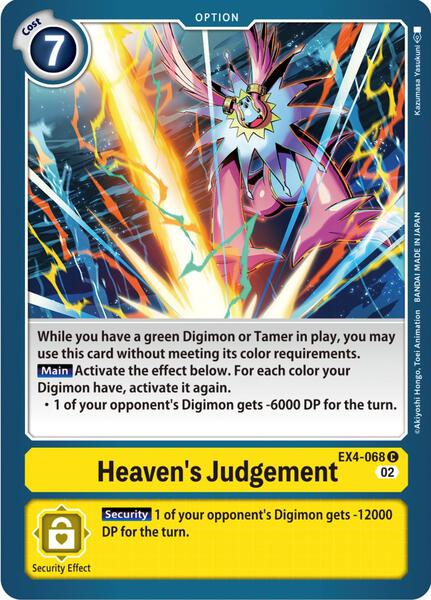 OPTION
Cost
7
Kazumasa Yasukuni
©Akiyoshi Hongo, Toei Animation BANDAI MADE IN JAPAN
While you have a green Digimon or Tamer in play, you may
use this card without meeting its color requirements.
Main Activate the effect below. For each color your
Digimon have, activate it again.
・1 of your opponent's Digimon gets -6000 DP for the turn.
EX4-068 C
Heaven's Judgement
02
Security 1 of your opponent's Digimon gets -12000
DP for the turn.
Security Effect